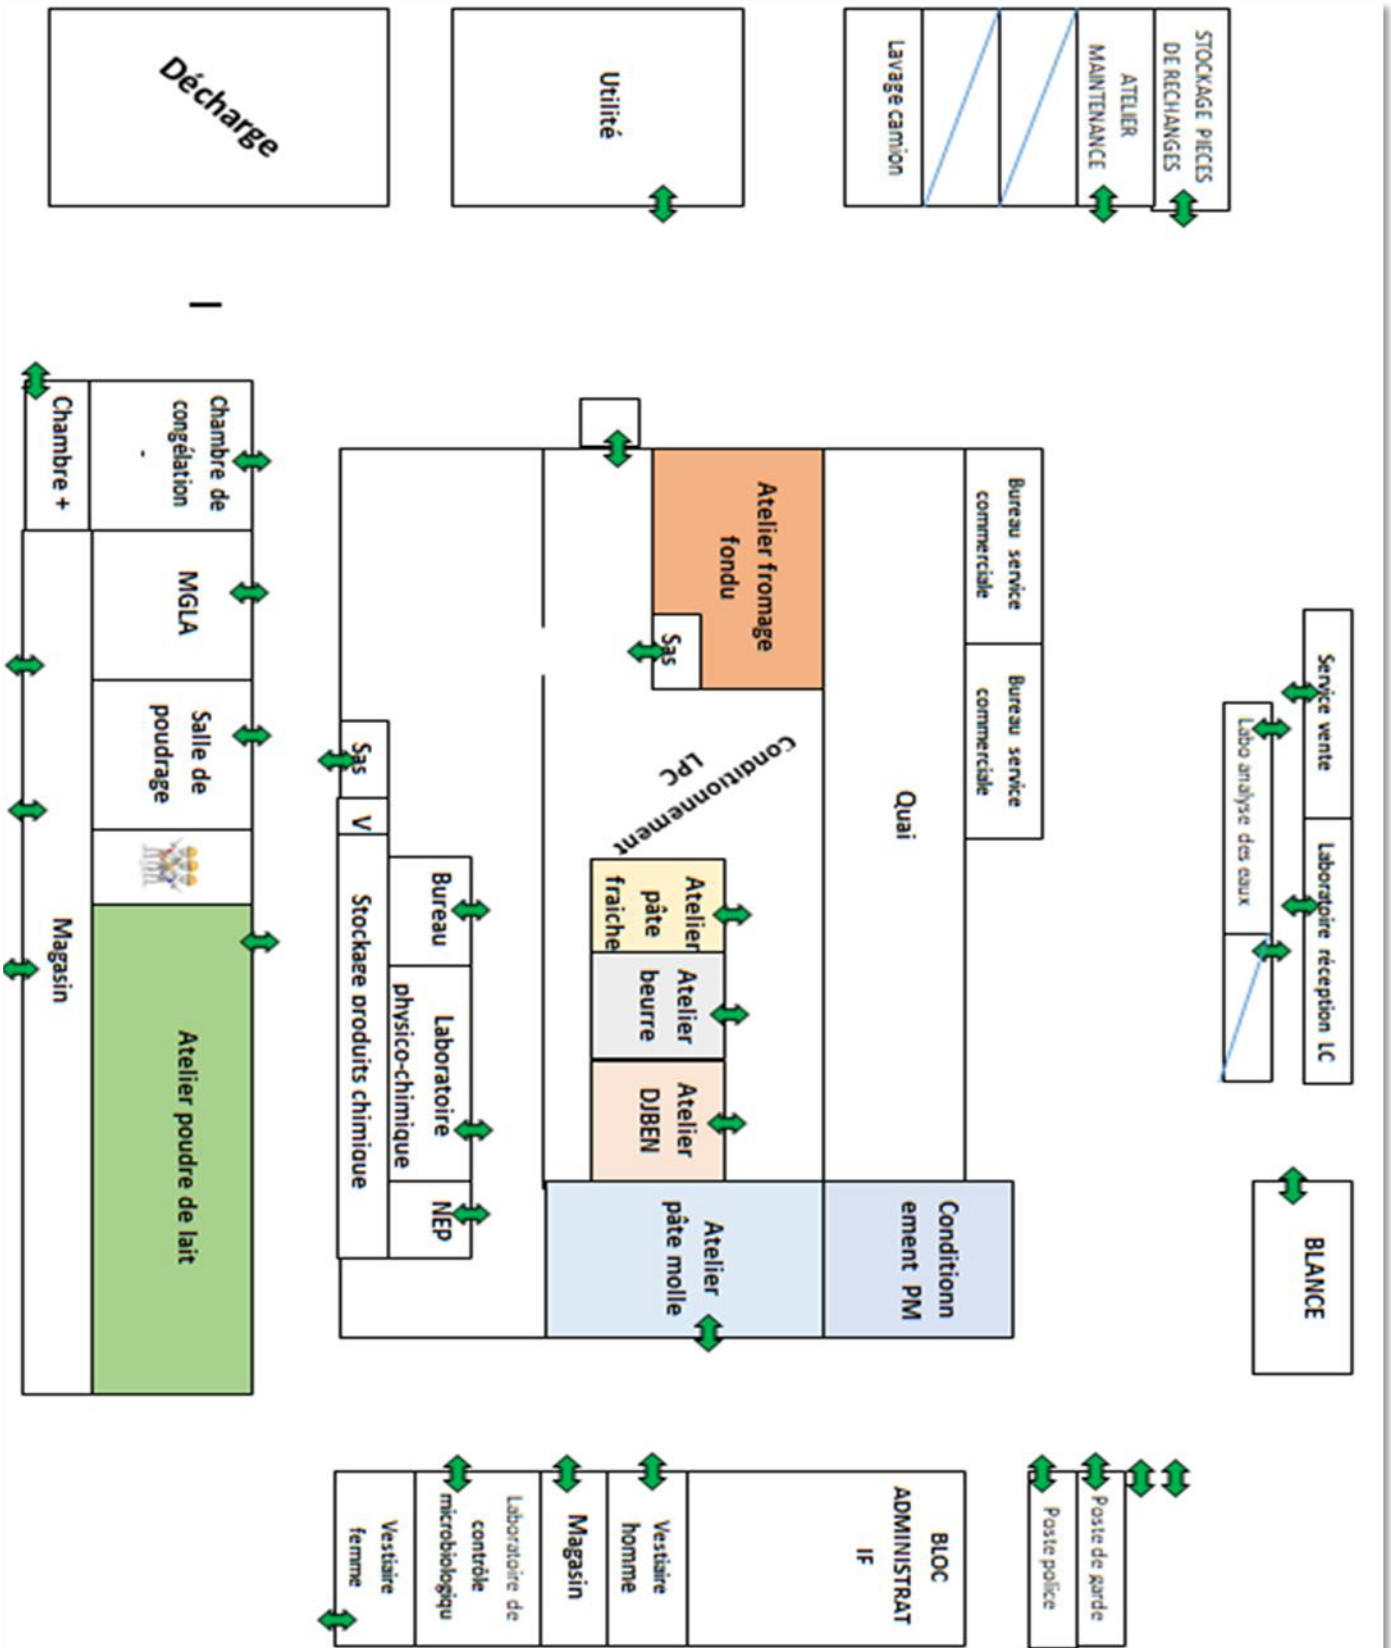 Décharge
Utilité
Lavage camion
ATELIER
MAINTENANCE
STOCKAGE PIECES
DE RECHANGES
Chambre +
Chambre de
congélation
-
MGLA
Salle de
poudrage
Magasin
Atelier poudre de lait
Atelier fromage
fondu
Sas
Bureau service
commerciale
Bureau service
commerciale
Quai
Conditionnement
LPC
Sas
V
Stockage produits chimique
Bureau
Laboratoire
physico-chimique
NEP
Atelier
pâte
fraiche
Atelier
beurre
Atelier
DJBEN
Atelier
pâte molle
Conditionn
ement PM
Service vente
Laboratoire réception LC
Labo analyse des eaux
BLANCE
Vestiaire
femme
Laboratoire de
contrôle
microbiologiqu
Magasin
Vestiaire
homme
BLOC
ADMINISTRAT
IF
Poste police
Poste de garde